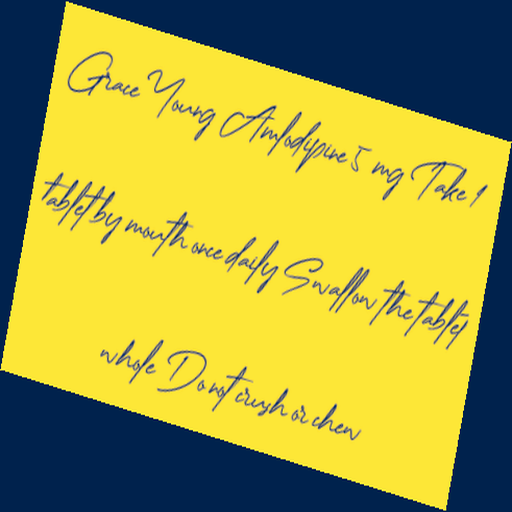 Grace Young Amlodipine 5 mg Take 1
tablet by mouth once daily Swallow the tablet
whole Do not crush or chew